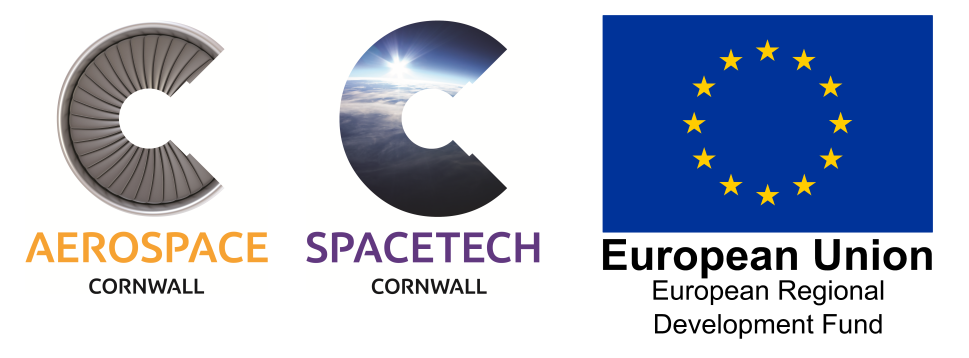 AEROSPACE
CORNWALL
SPACETECH
CORNWALL
European Union
European Regional
Development Fund